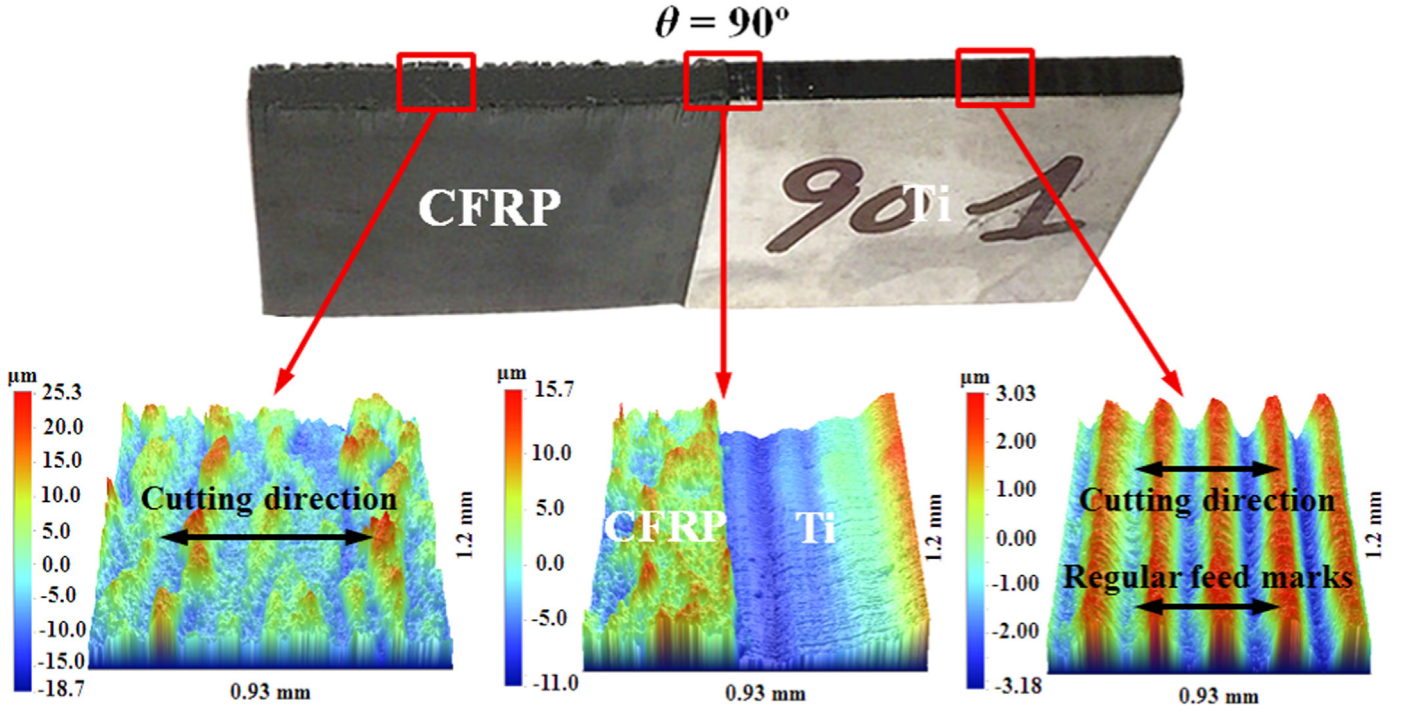 θ = 90°
CFRP
Ti
90 1
µm
25.3
20.0
15.0
10.0
5.0
0.0
-5.0
-10.0
-15.0
-18.7
Cutting direction
1.2 mm
0.93 mm
µm
15.7
10.0
5.0
0.0
-5.0
-11.0
CFRP
Ti
1.2 mm
0.93 mm
µm
3.03
2.00
1.00
0.00
-1.00
-2.00
-3.18
Cutting direction
Regular feed marks
1.2 mm
0.93 mm